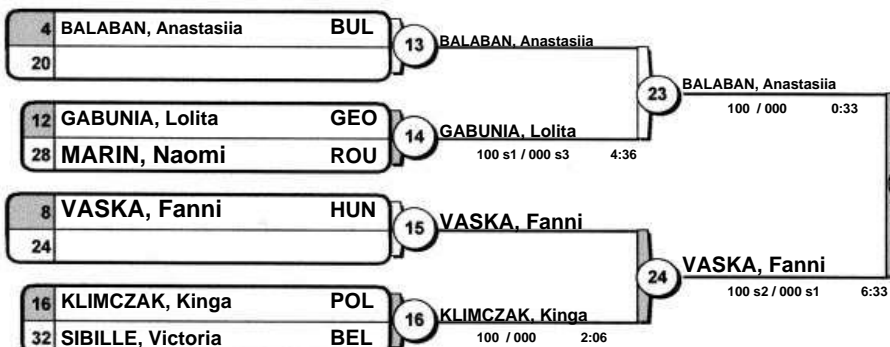 4 BALABAN, Anastasiia BUL
20
13
BALABAN, Anastasiia
12 GABUNIA, Lolita GEO
28 MARIN, Naomi ROU
14
GABUNIA, Lolita
100 s1 / 000 s3 4:36
23
BALABAN, Anastasiia
100 / 000 0:33
8 VASKA, Fanni HUN
24
15
VASKA, Fanni
16 KLIMCZAK, Kinga POL
32 SIBILLE, Victoria BEL
16
KLIMCZAK, Kinga
100 / 000 2:06
24
VASKA, Fanni
100 s2 / 000 s1 6:33